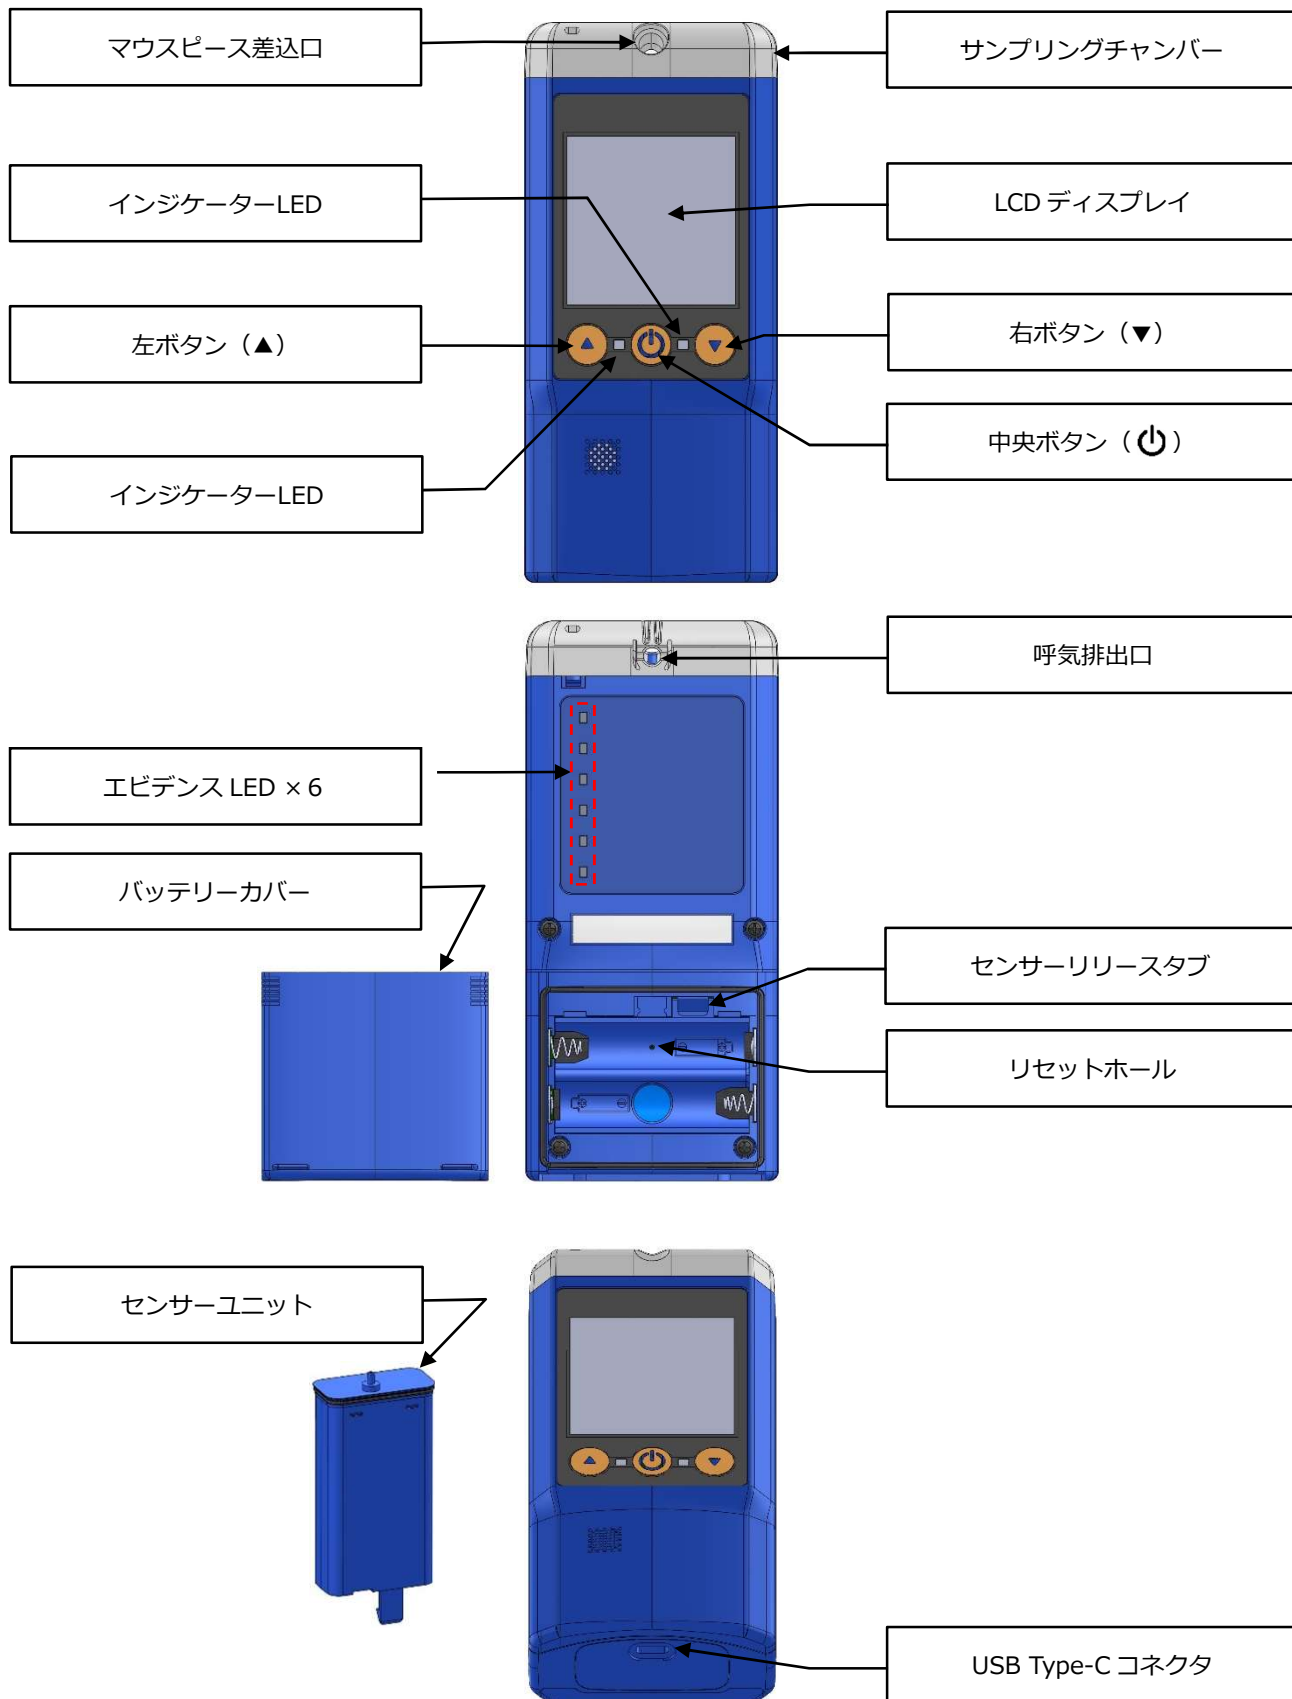 マウスピース差込口
サンプリングチャンバー
インジケーターLED
LCD ディスプレイ
左ボタン（▲）
右ボタン（▼）
中央ボタン（⏻）
インジケーターLED
呼気排出口
エビデンス LED × 6
バッテリーカバー
センサーリリースタブ
リセットホール
センサーユニット
USB Type-C コネクタ